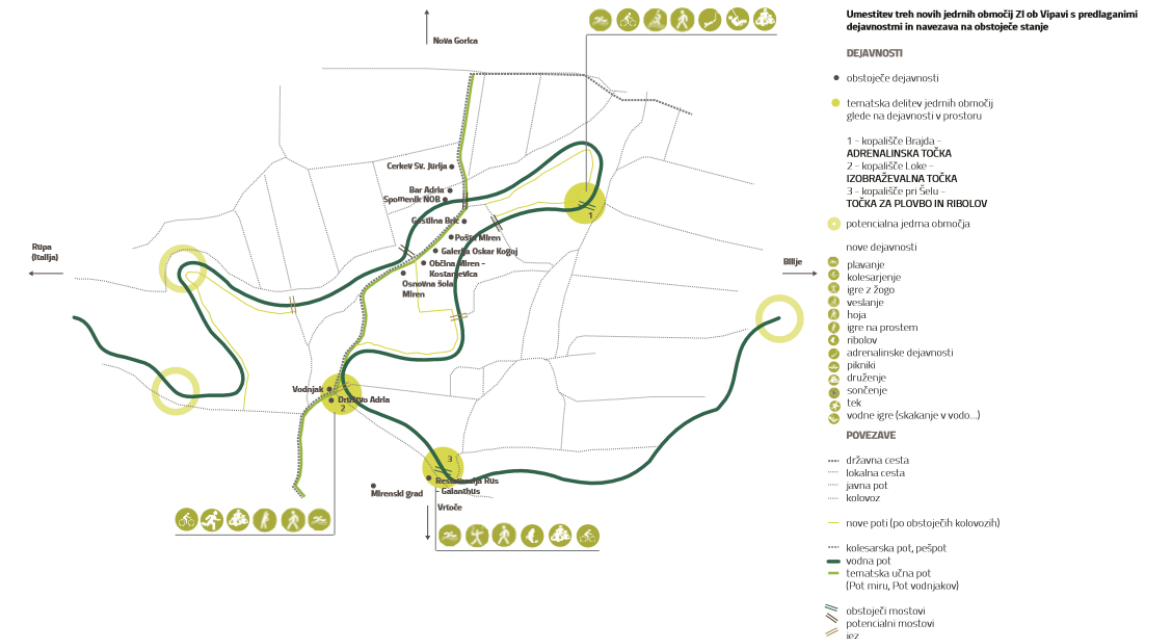 Nova Gorica
Cerkev Sv. Jurija
Bar Adria
Spomenik NOB
Gostilna Bric
Pošta Miren
Galerija Oskar Kogoj
Občina Miren -
Kostanjevica
Osnovna šola
Miren
Rupa
(Italija)
Bilije
1
Vodnjak
Društvo Adria
2
3
Restavracija Rus
- Galanthus
Mirenski grad
Vrtoče
Umestitev treh novih jedrnih območij ZI ob Vipavi s predlaganimi
dejavnostmi in navezava na obstoječe stanje
DEJAVNOSTI
obstoječe dejavnosti
tematska delitev jedrnih območij
glede na dejavnosti v prostoru
1 - kopališče Brajda -
ADRENALINSKA TOČKA
2 - kopališče Loke -
IZOBRAŽEVALNA TOČKA
3 - kopališče pri Šelu -
TOČKA ZA PLOVBO IN RIBOLOV
potencialna jedrna območja
nove dejavnosti
plavanje
kolesarjenje
igre z žogo
veslanje
hoja
igre na prostem
ribolov
adrenalinske dejavnosti
pikniki
druženje
sončenje
tek
vodne igre (skakanje v vodo...)
POVEZAVE
državna cesta
lokalna cesta
javna pot
kolovoz
nove poti (po obstoječih kolovozih)
kolesarska pot, pešpot
vodna pot
tematska učna pot
(Pot miru, Pot vodnjakov)
obstoječi mostovi
potencialni mostovi
jez